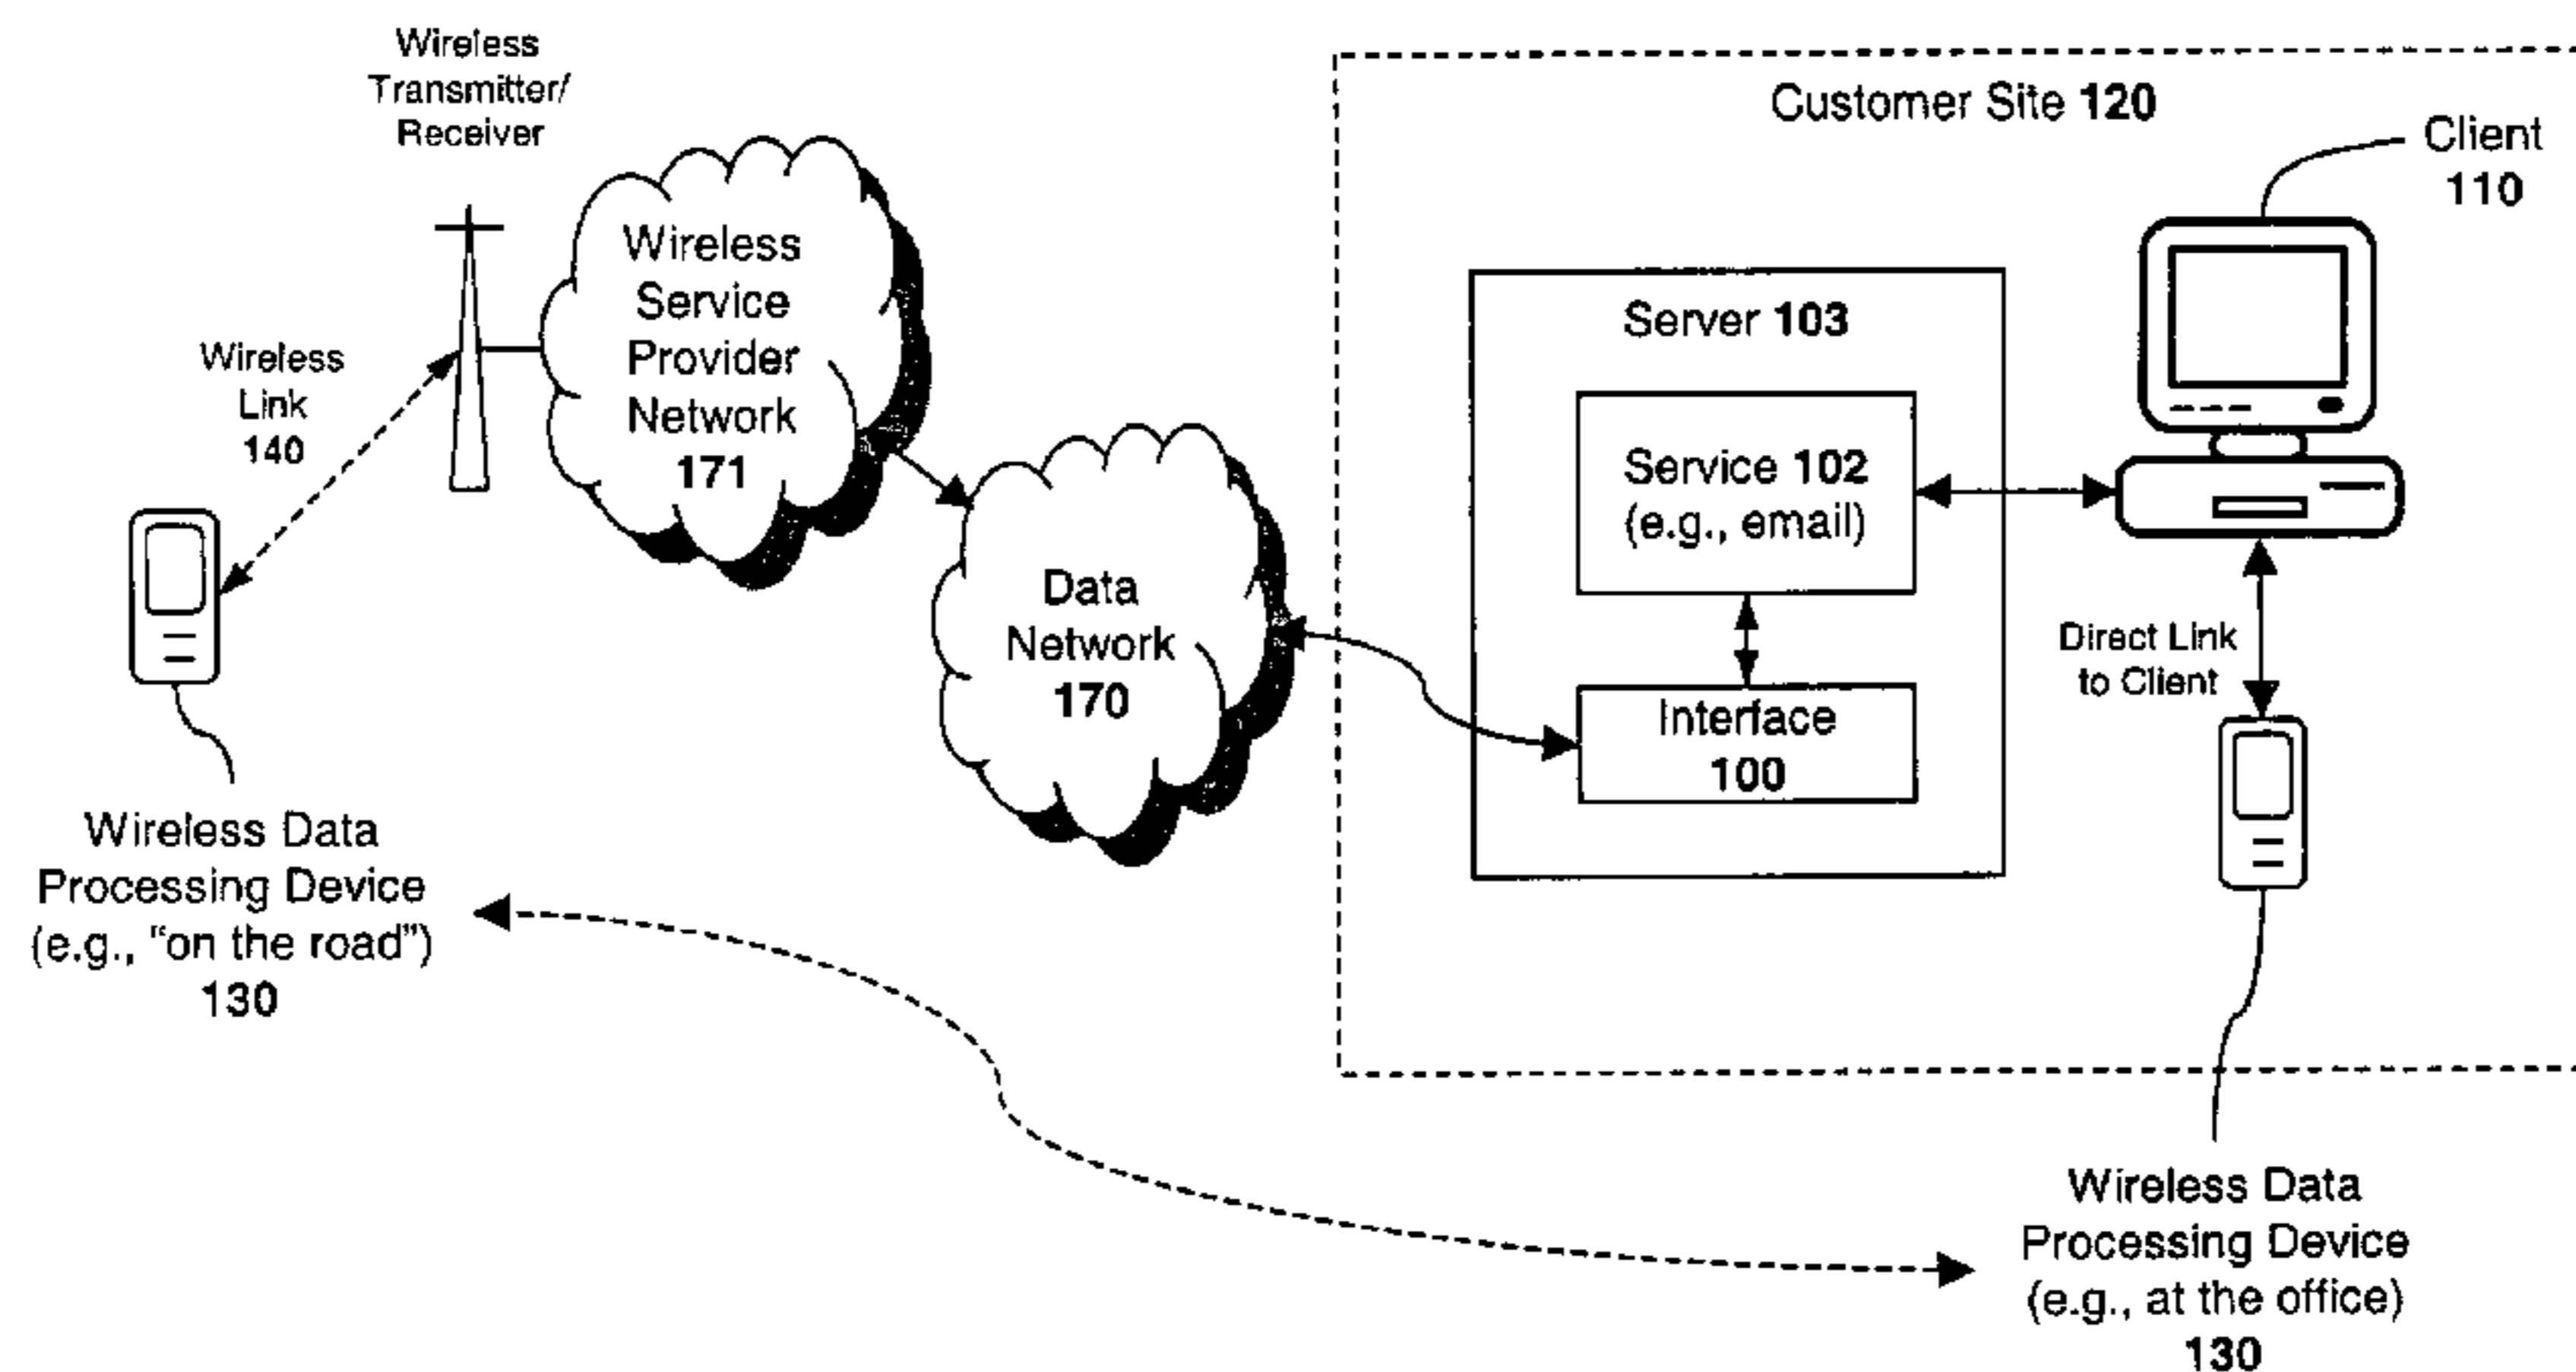 Wireless
Transmitter/
Receiver
Customer Site 120
Client
110
Wireless
Service
Provider
Network
171
Wireless
Link
140
Server 103
Service 102
(e.g., email)
Data
Network
170
Interface
100
Direct Link
to Client
Wireless Data
Processing Device
(e.g., "on the road")
130
Wireless Data
Processing Device
(e.g., at the office)
130